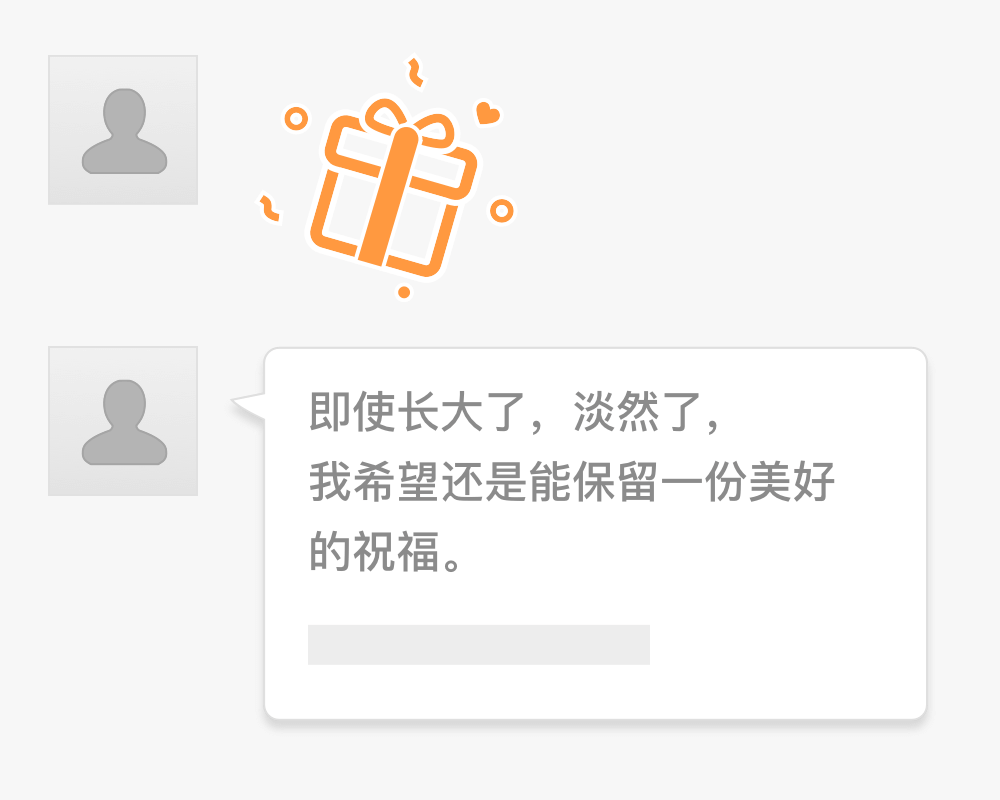 即使长大了，淡然了，
我希望还是能保留一份美好
的祝福。